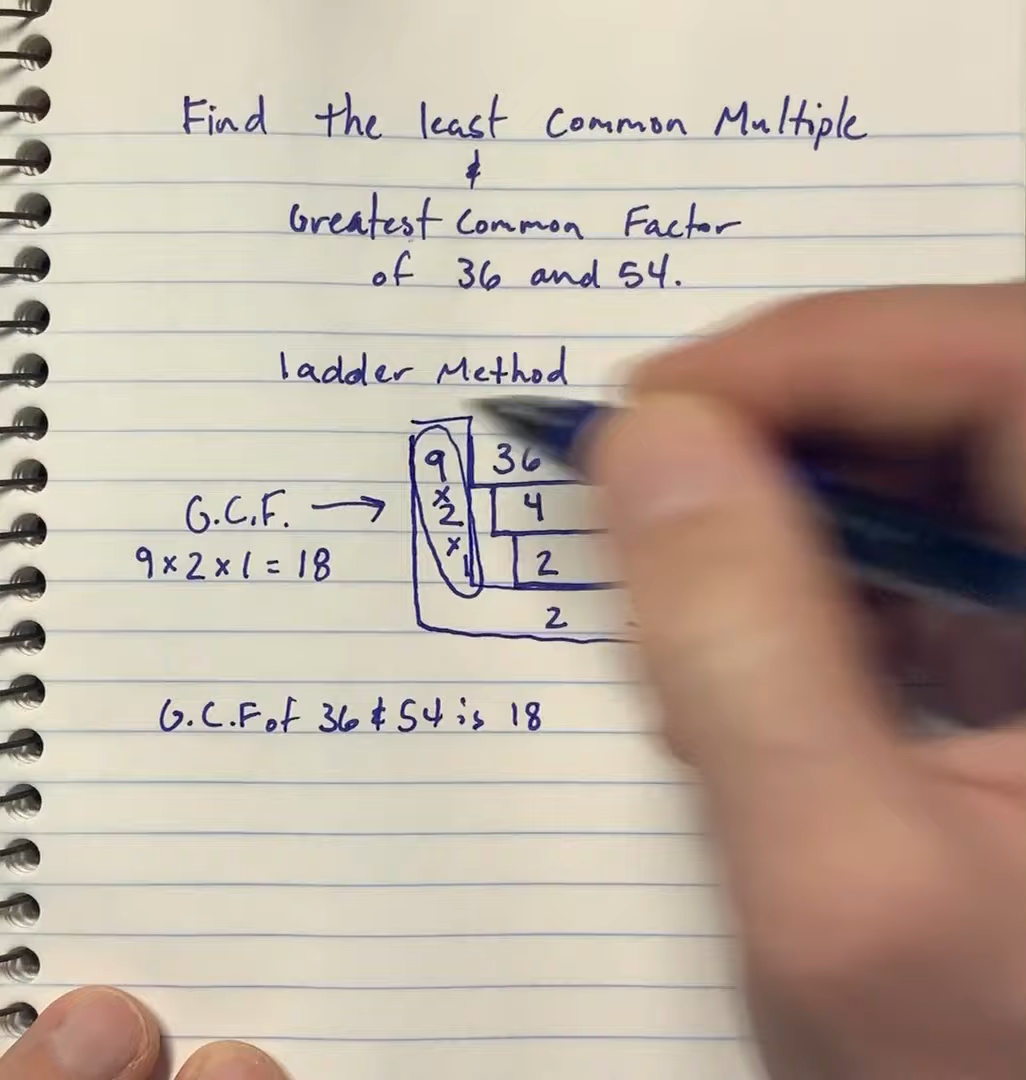 Find the least Common Multiple
&
Greatest Common Factor
of 36 and 54.
ladder Method
9 36
G.C.F. → x 2 4
9 x 2 x 1 = 18 x 1 2
2
G.C.F of 36 & 54 is 18